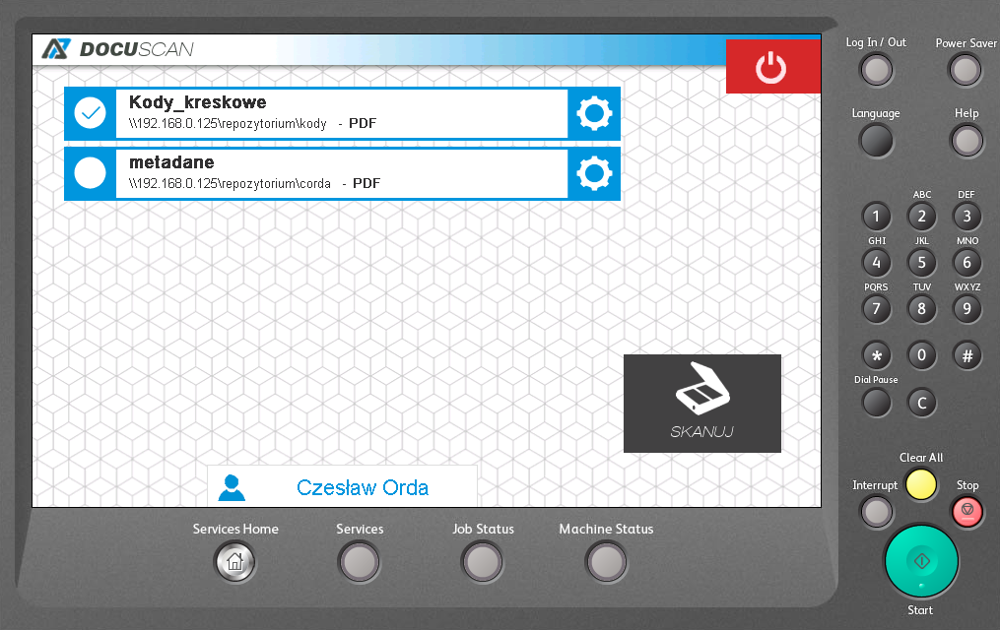 DOCUSCAN
Kody_kreskowe
\\192.168.0.125\repozytorium\kody - PDF
metadane
\\192.168.0.125\repozytorium\corda - PDF
SKANUJ
Czesław Orda
Services Home
Services
Job Status
Machine Status
Log In / Out
Power Saver
Language
Help
ABC
DEF
1
2
3
GHI
JKL
MNO
4
5
6
PQRS
TUV
WXYZ
7
8
9
*
0
#
Dial Pause
C
Clear All
Interrupt
Stop
Start